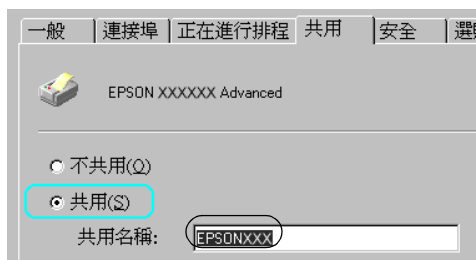 一般 連接埠 正在進行排程 共用 安全
EPSON XXXXXX Advanced
不共用(O)
共用(S)
共用名稱: EPSONXXX